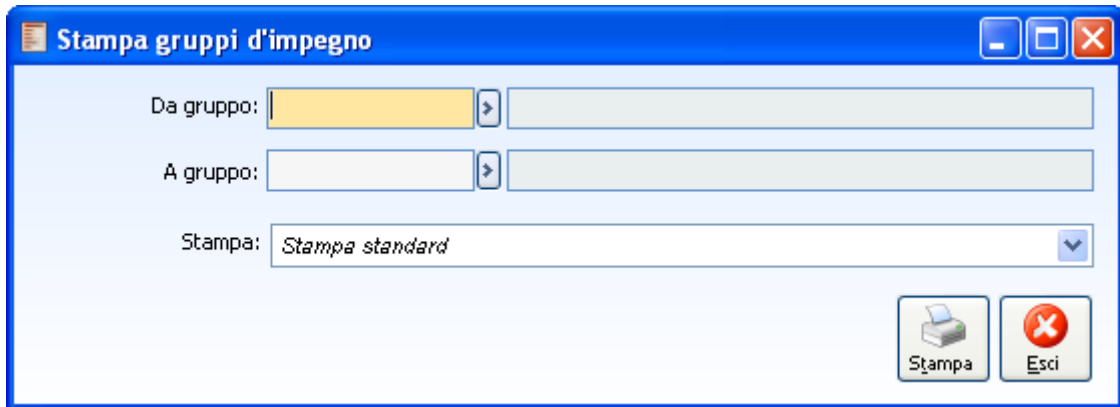 Stampa gruppi d'impegno
Da gruppo:
A gruppo:
Stampa: Stampa standard
Stampa Esci